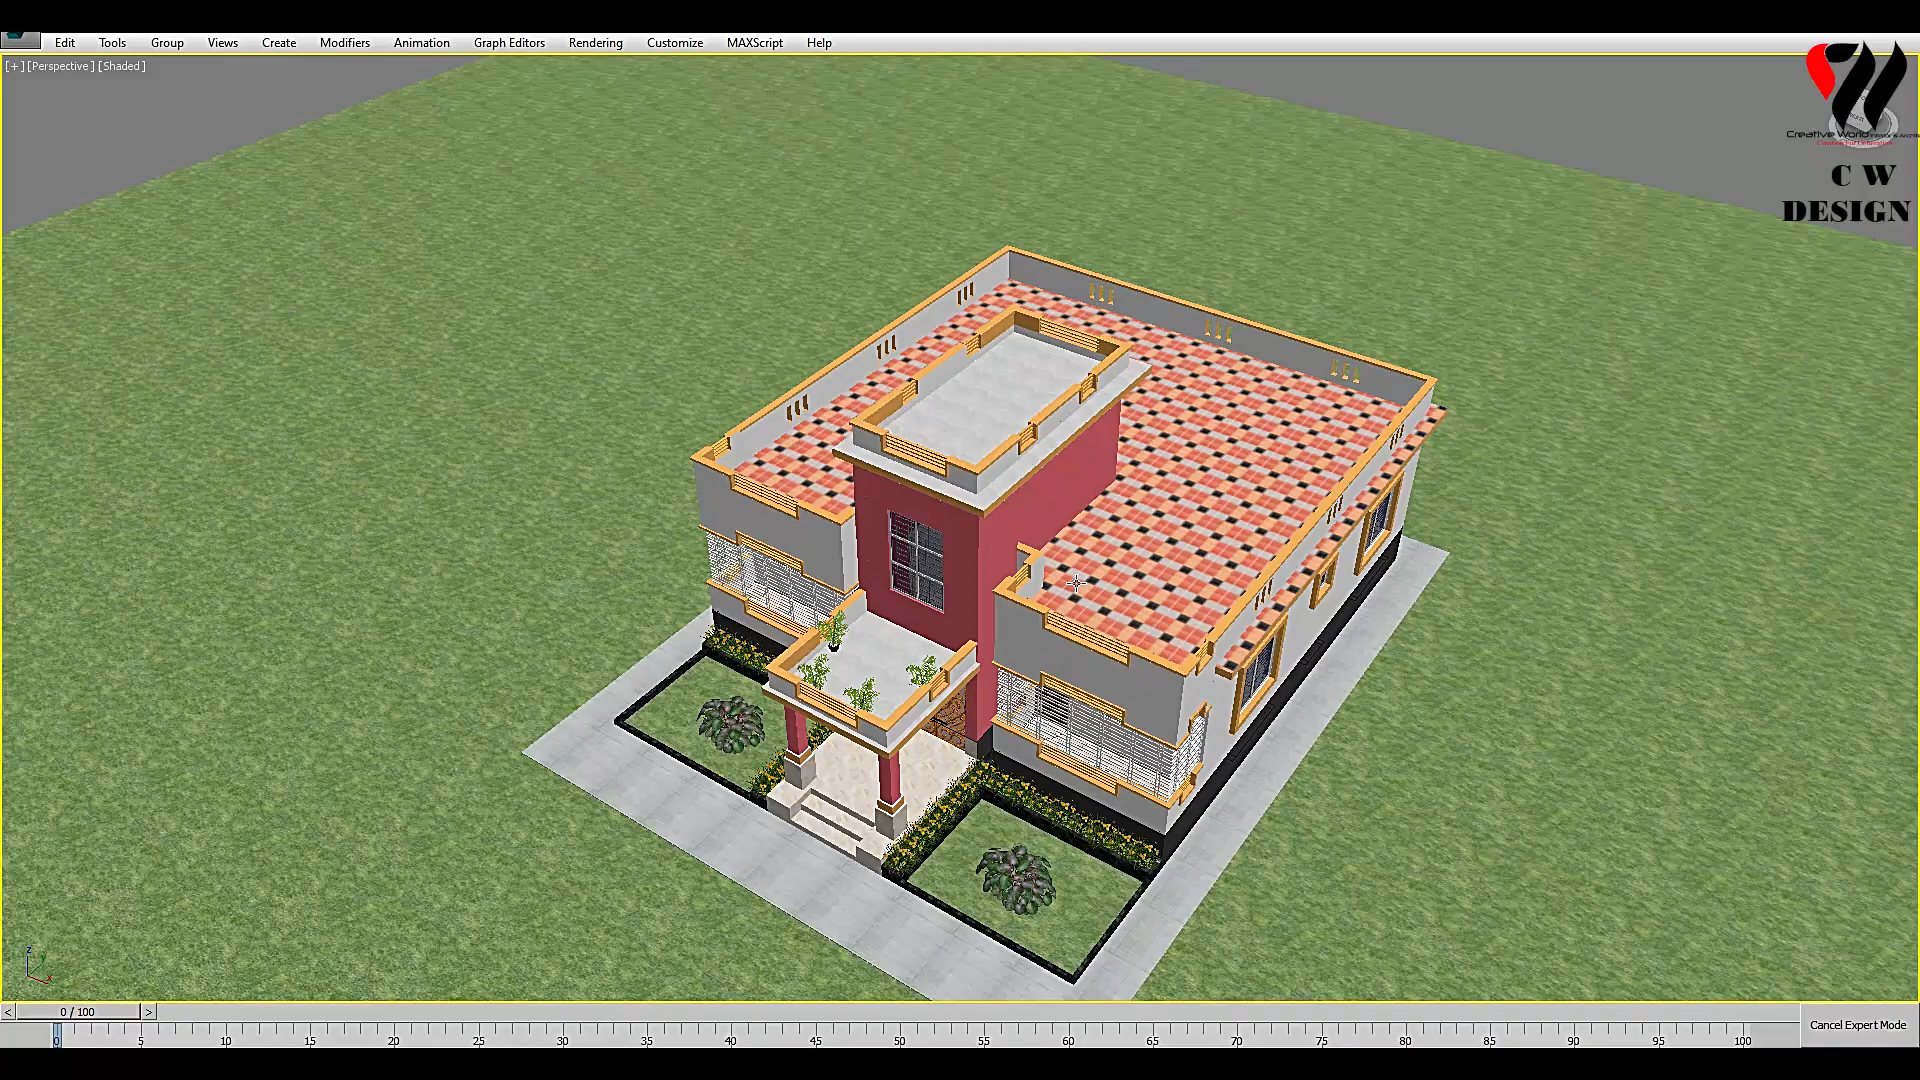 Edit Tools Group Views Create Modifiers Animation Graph Editors Rendering Customize MAXScript Help
[+] [Perspective] [Shaded]
Creative World
C W
DESIGN
z
y
x
< 0 / 100 >
0 5 10 15 20 25 30 35 40 45 50 55 60 65 70 75 80 85 90 95 100
Cancel Expert Mode